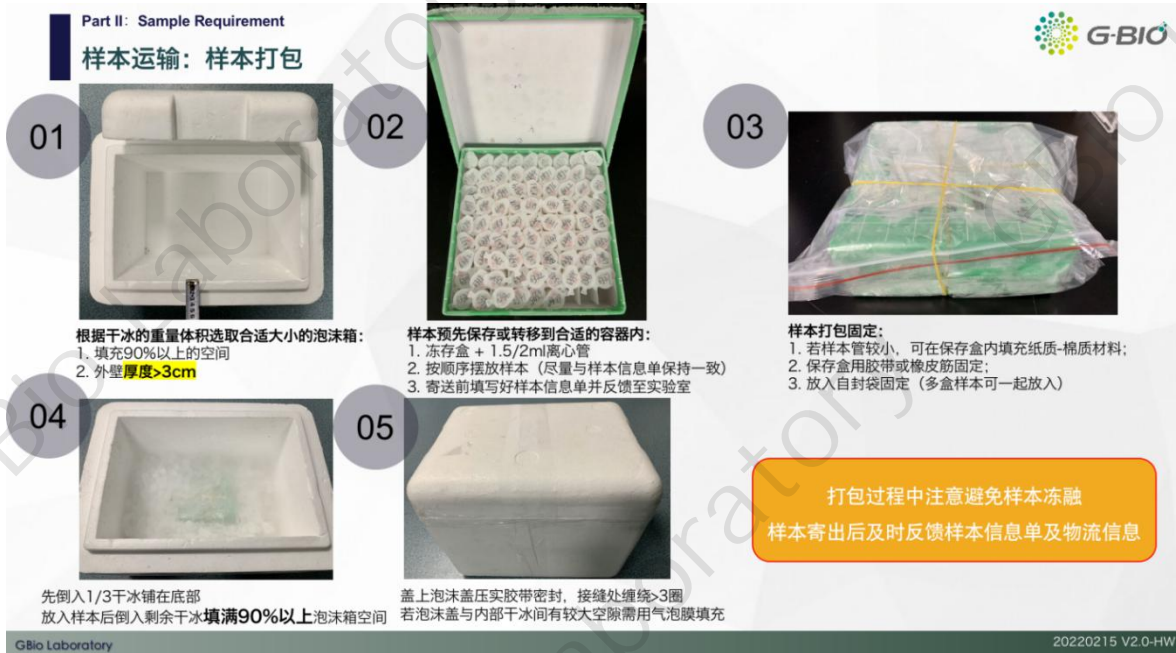 Part II: Sample Requirement
样本运输：样本打包
G-BIO
01
根据干冰的重量体积选取合适大小的泡沫箱：
1. 填充90%以上的空间
2. 外壁厚度>3cm
02
样本预先保存或转移到合适的容器内：
1. 冻存盒 + 1.5/2ml离心管
2. 按顺序摆放样本（尽量与样本信息单保持一致）
3. 寄送前填写好样本信息单并反馈至实验室
03
样本打包固定：
1. 若样本管较小，可在保存盒内填充纸质-棉质材料；
2. 保存盒用胶带或橡皮筋固定；
3. 放入自封袋固定（多盒样本可一起放入）
04
先倒入1/3干冰铺在底部
放入样本后倒入剩余干冰填满90%以上泡沫箱空间
05
盖上泡沫盖压实胶带密封，接缝处缠绕>3圈
若泡沫盖与内部干冰间有较大空隙需用气泡膜填充
打包过程中注意避免样本冻融
样本寄出后及时反馈样本信息单及物流信息
GBio Laboratory
20220215 V2.0-HW